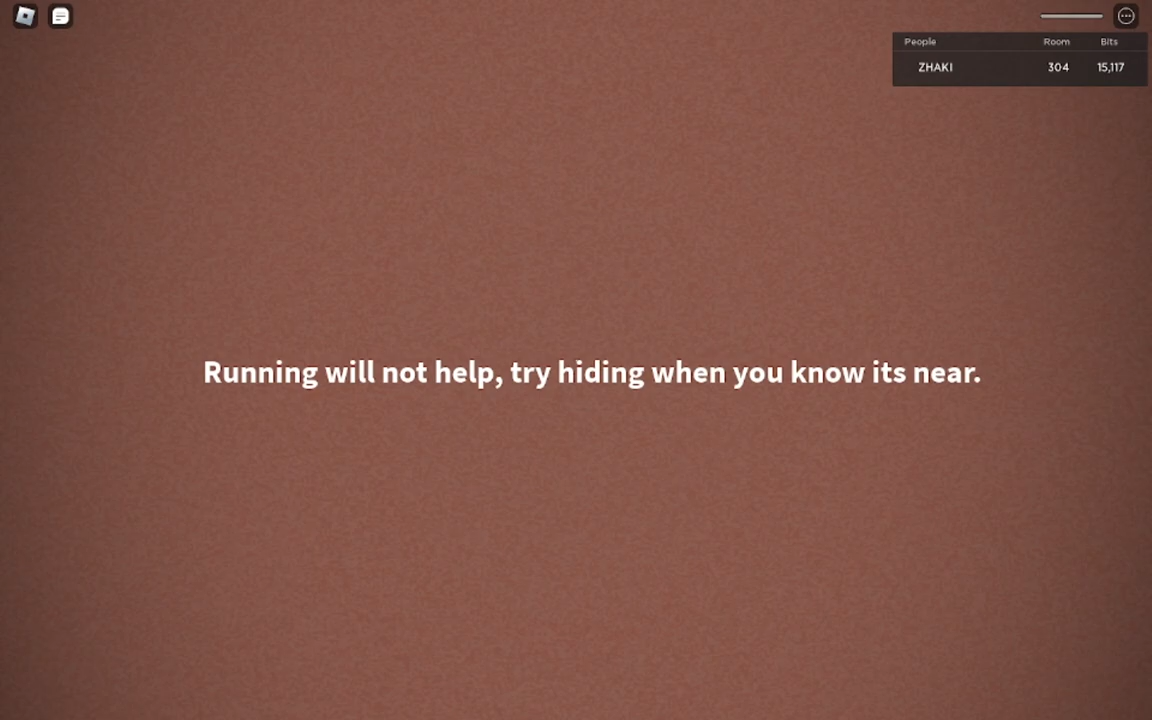 People Room Bits
ZHAKI 304 15,117
Running will not help, try hiding when you know its near.